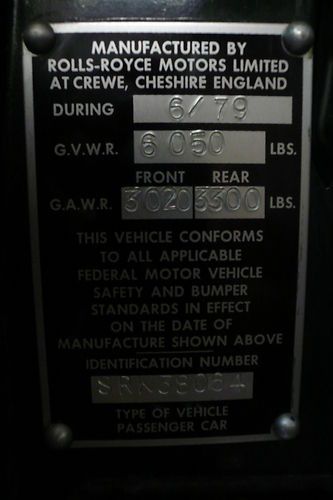 MANUFACTURED BY
ROLLS-ROYCE MOTORS LIMITED
AT CREWE, CHESHIRE ENGLAND
DURING 6/79
G.V.W.R. 6050 LBS.
FRONT REAR
G.A.W.R. 3020 3300 LBS.
THIS VEHICLE CONFORMS
TO ALL APPLICABLE
FEDERAL MOTOR VEHICLE
SAFETY AND BUMPER
STANDARDS IN EFFECT
ON THE DATE OF
MANUFACTURE SHOWN ABOVE
IDENTIFICATION NUMBER
SRK38064
TYPE OF VEHICLE
PASSENGER CAR